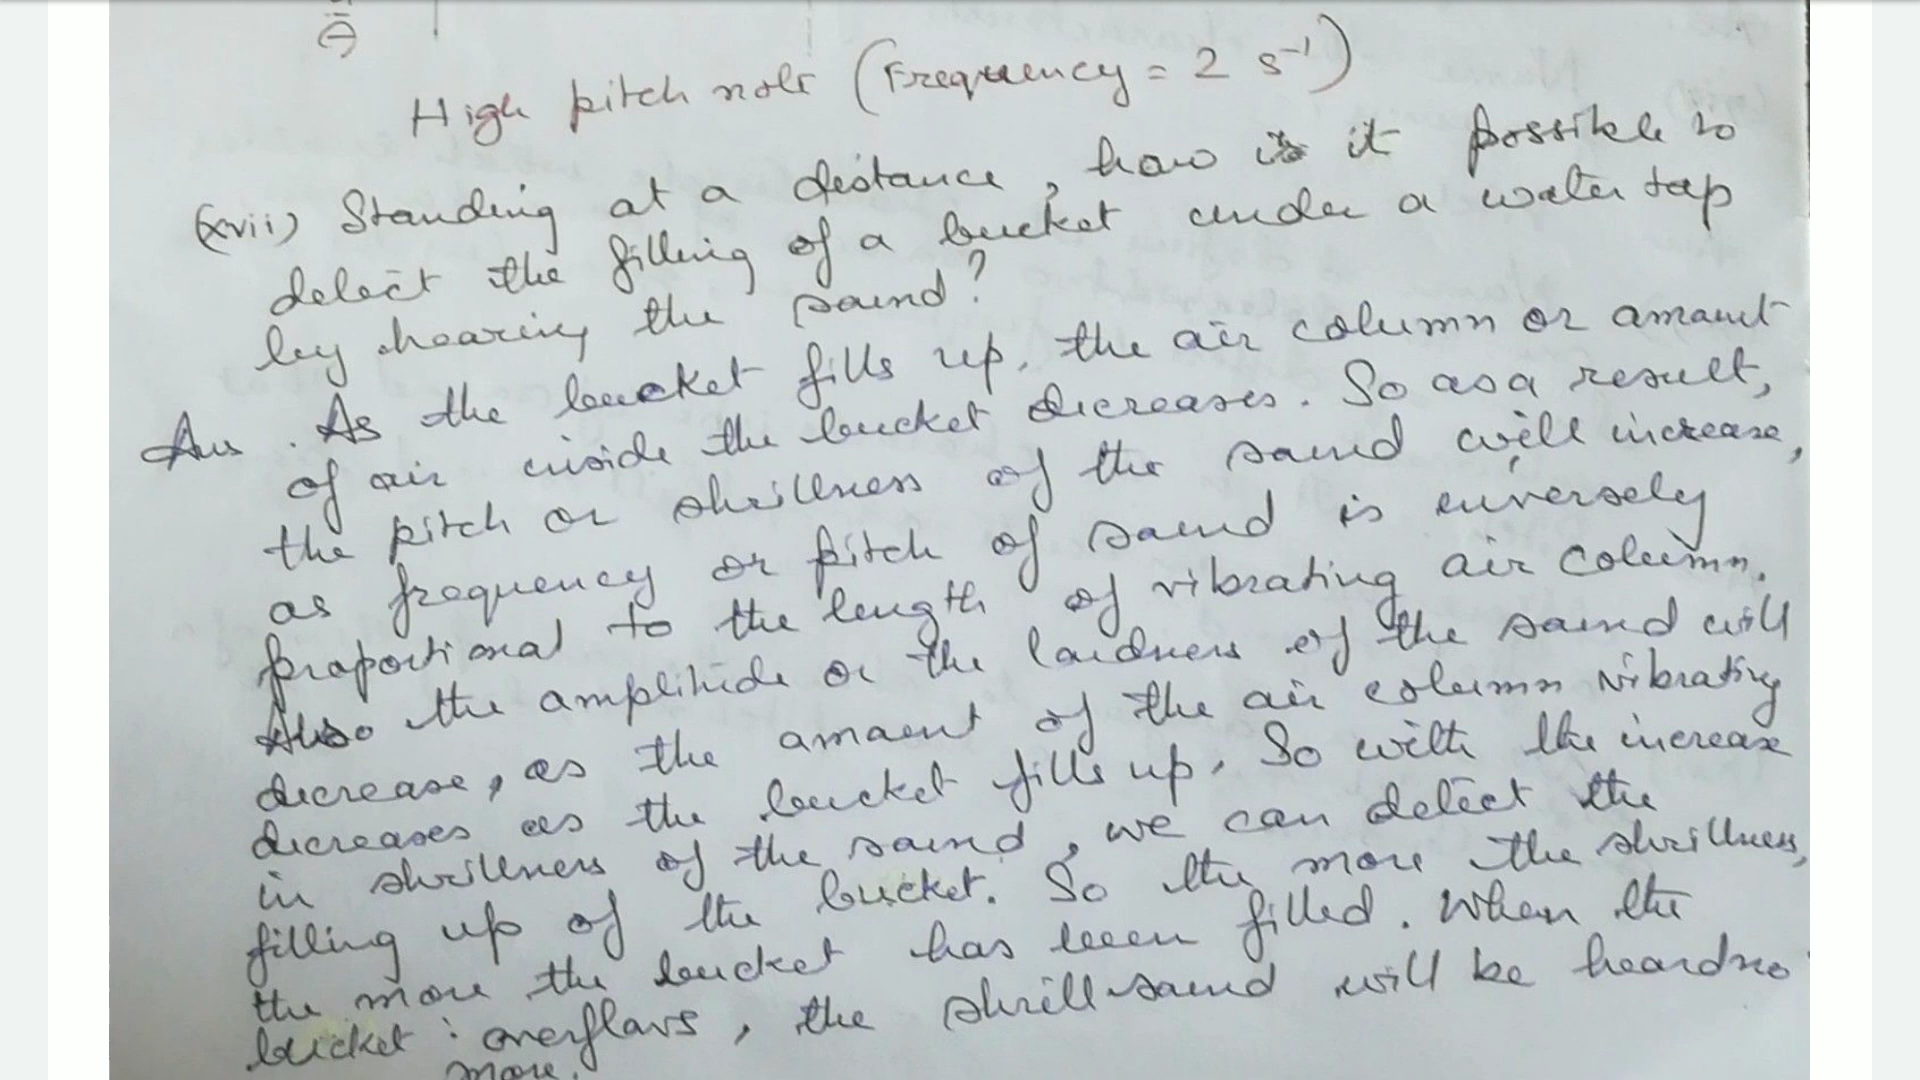 High pitch note (Frequency = 2 s⁻¹)
(xvii) Standing at a distance, how is it possible to
detect the filling of a bucket under a water tap
by hearing the sound?
Ans. As the bucket fills up, the air column or amount
of air inside the bucket decreases. So as a result,
the pitch or shrillness of the sound will increase,
as frequency or pitch of sound is inversely
proportional to the length of vibrating air column.
Also the amplitude or the loudness of the sound will
decrease, as the amount of the air column vibrating
decreases as the bucket fills up. So with the increase
in shrillness of the sound, we can detect the
filling up of the bucket. So the more the shrillness,
the more the bucket has been filled. When the
bucket overflows, the shrill sound will be heard no
more.